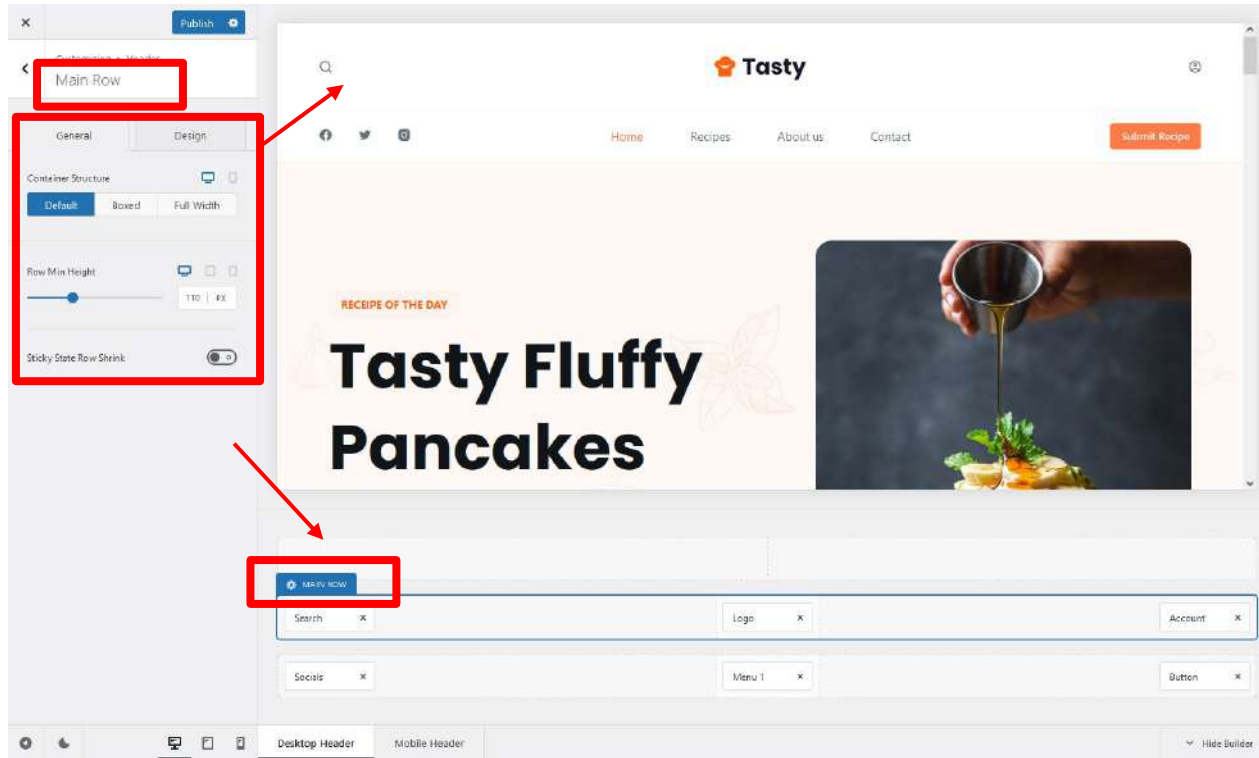 Publish
Customizing • Header
Main Row
General Design
Container Structure
Default Boxed Full Width
Row Min Height
110 | PX
Sticky State Row Shrink
Tasty
Home Recipes About us Contact Submit Recipe
RECEIPE OF THE DAY
Tasty Fluffy
Pancakes
MAIN ROW
Search Logo Account
Socials Menu 1 Button
Desktop Header Mobile Header Hide Builder